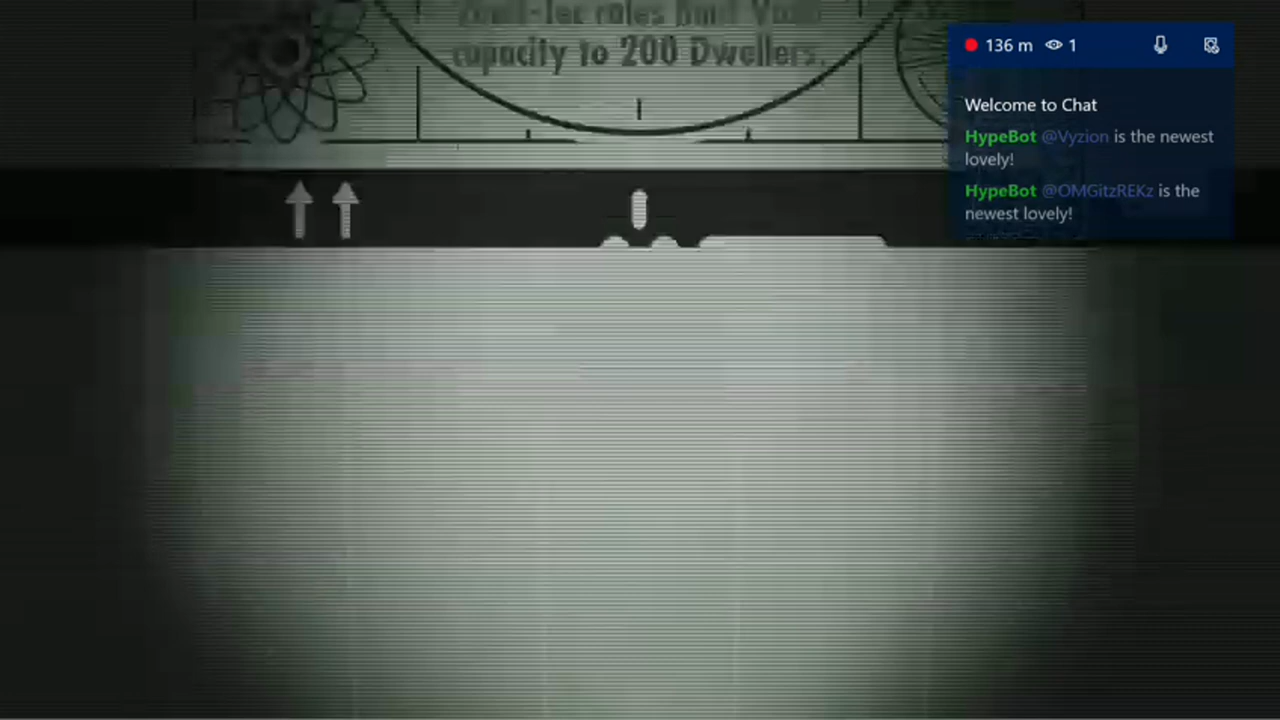 capacity to 200 Dwellers.
136 m 1
Welcome to Chat
HypeBot @Vyzion is the newest
lovely!
HypeBot @OMGitzREKz is the
newest lovely!